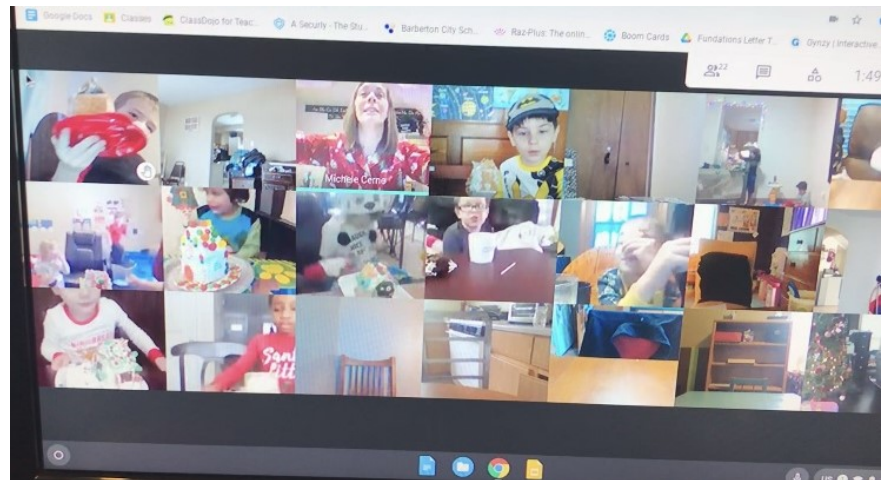 Google Docs
Classes
ClassDojo for Teac...
A Securly - The Stu...
Barberton City Sch...
Raz-Plus: The onlin...
Boom Cards
Fundations Letter T...
Gynzy | Interactive...
22
1:49
Michele Cerne